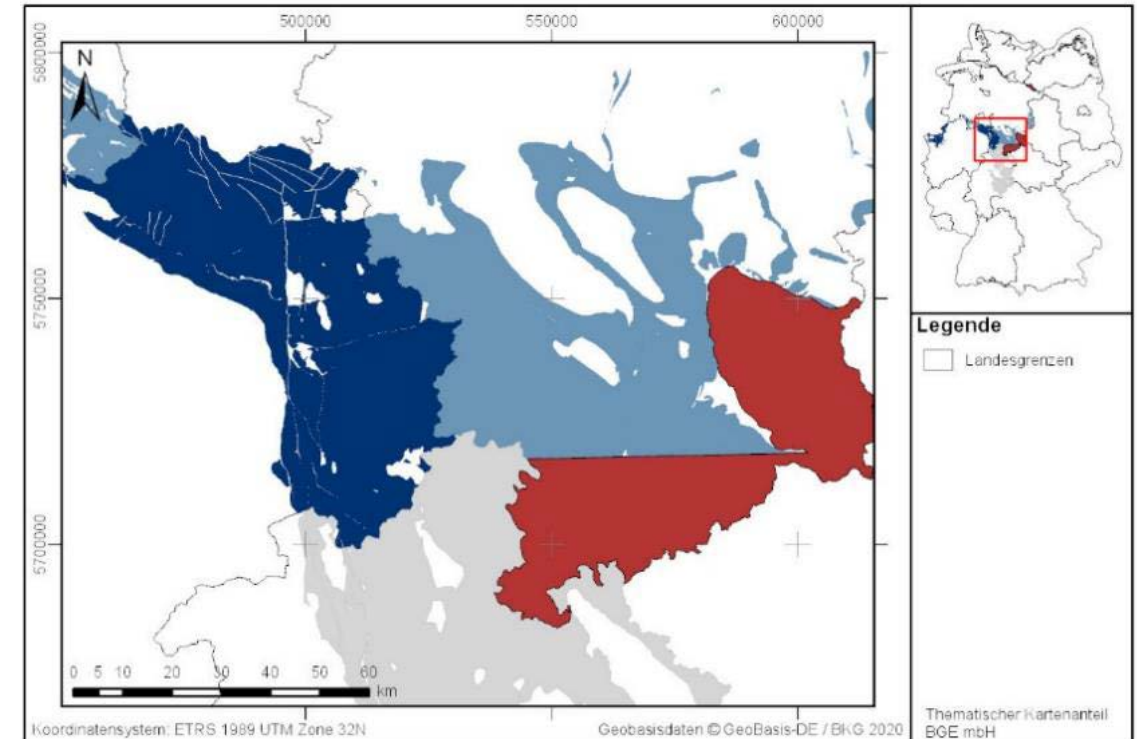 500000
550000
600000
5800000
N
5750000
5700000
0 5 10 20 30 40 50 60
km
Koordinatensystem: ETRS 1989 UTM Zone 32N
Geobasisdaten © GeoBasis-DE / BKG 2020
Legende
Landesgrenzen
Thematischer Kartenanteil
BGE mbH